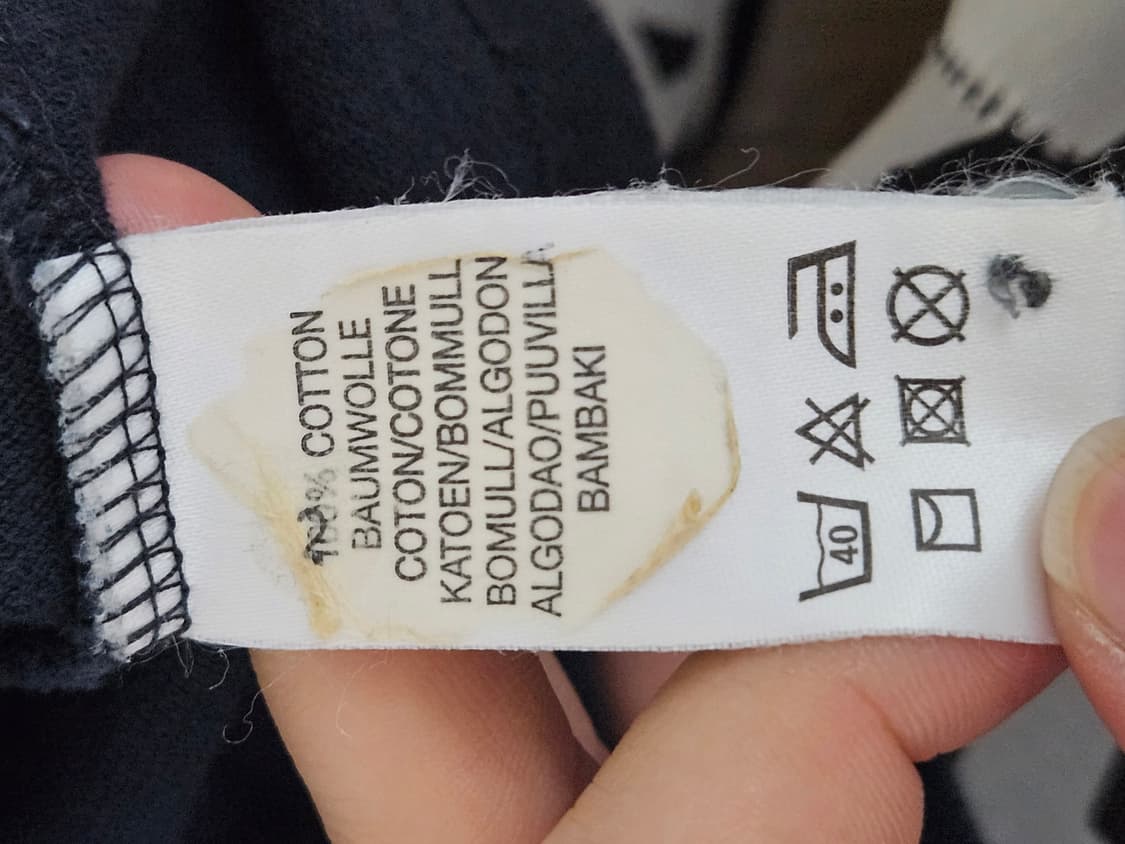 % COTTON
BAUMWOLLE
COTON/COTONE
KATOEN/BOMMULL
BOMULL/ALGODON
ALGODAO/PUUVILLA
BAMBAKI
40